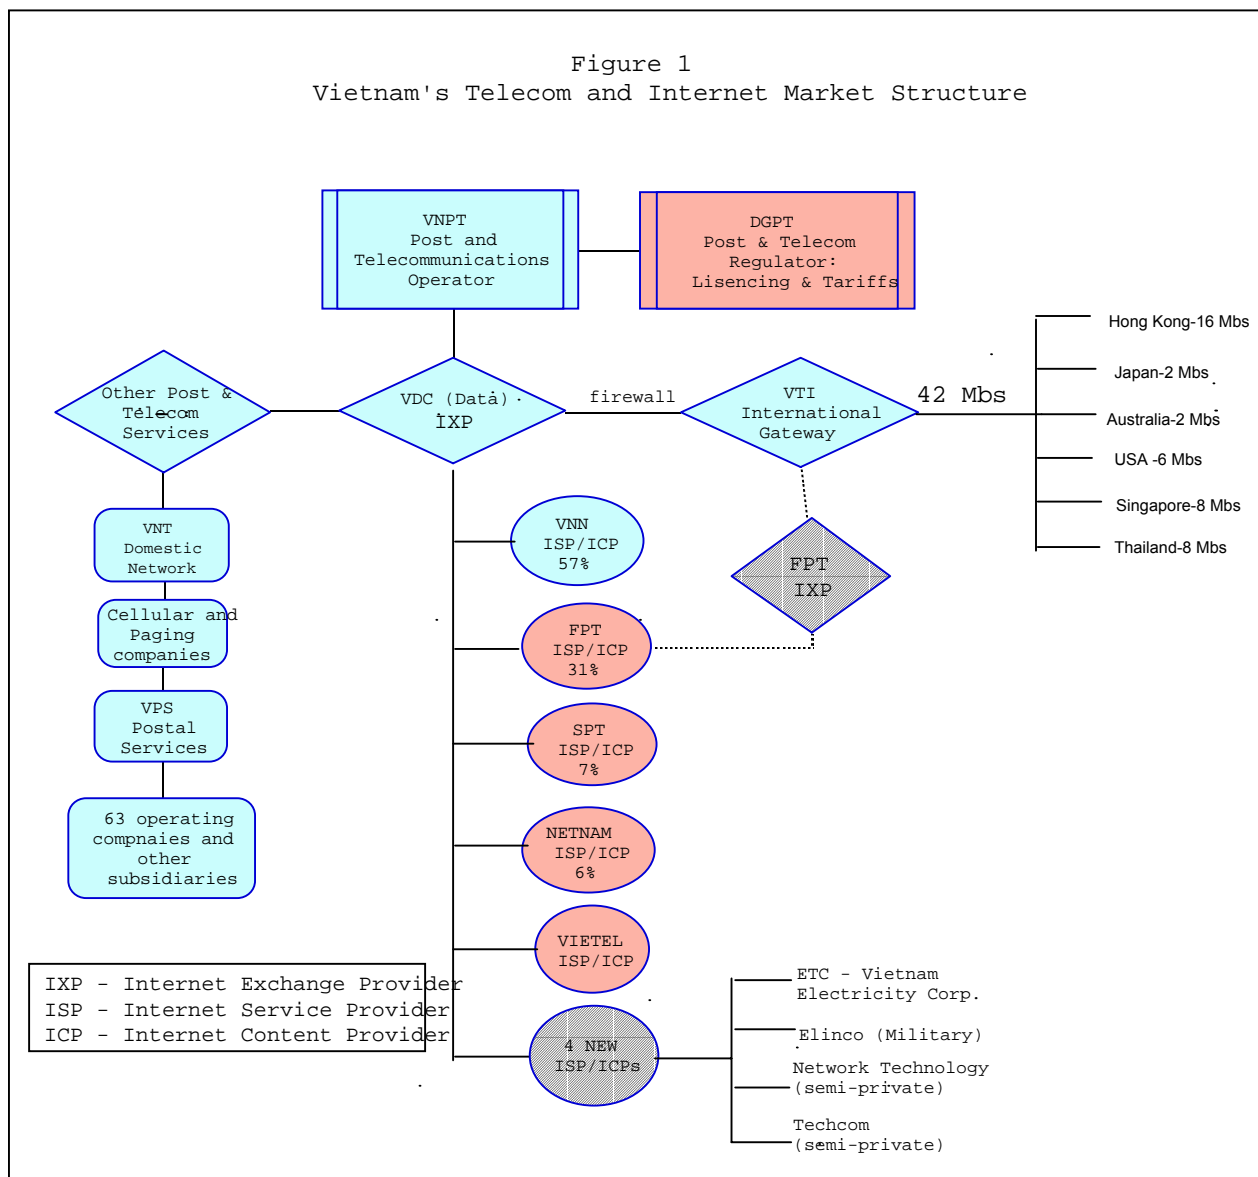 Figure 1
Vietnam's Telecom and Internet Market Structure
VNPT
Post and
Telecommunications
Operator
DGPT
Post & Telecom
Regulator:
Lisencing & Tariffs
Other Post &
Telecom
Services
VDC (Data)
IXP
firewall
VTI
International
Gateway
42 Mbs
Hong Kong-16 Mbs
Japan-2 Mbs
Australia-2 Mbs
USA -6 Mbs
Singapore-8 Mbs
Thailand-8 Mbs
VNT
Domestic
Network
Cellular and
Paging
companies
VPS
Postal
Services
63 operating
compnaies and
other
subsidiaries
VNN
ISP/ICP
57%
FPT
IXP
FPT
ISP/ICP
31%
SPT
ISP/ICP
7%
NETNAM
ISP/ICP
6%
VIETEL
ISP/ICP
4 NEW
ISP/ICPs
ETC - Vietnam
Electricity Corp.
Elinco (Military)
Network Technology
(semi-private)
Techcom
(semi-private)
IXP - Internet Exchange Provider
ISP - Internet Service Provider
ICP - Internet Content Provider